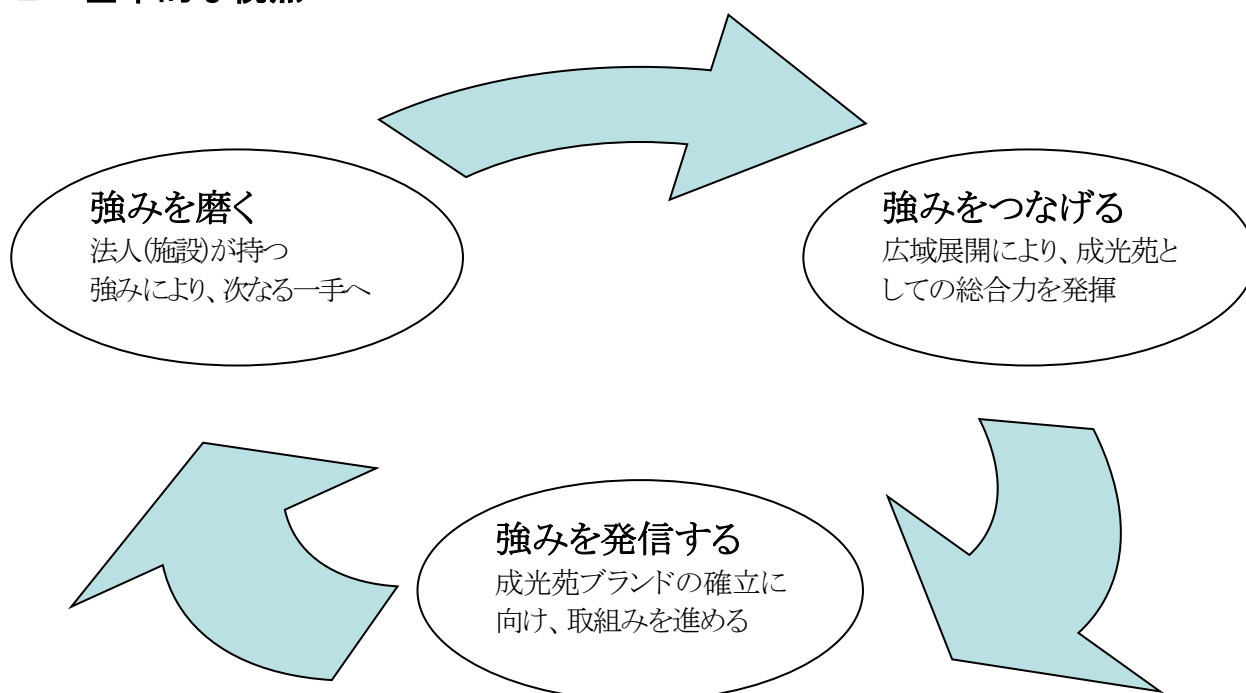 強みを磨く
法人(施設)が持つ
強みにより、次なる一手へ
強みをつなげる
広域展開により、成光苑と
しての総合力を発揮
強みを発信する
成光苑ブランドの確立に
向け、取組みを進める